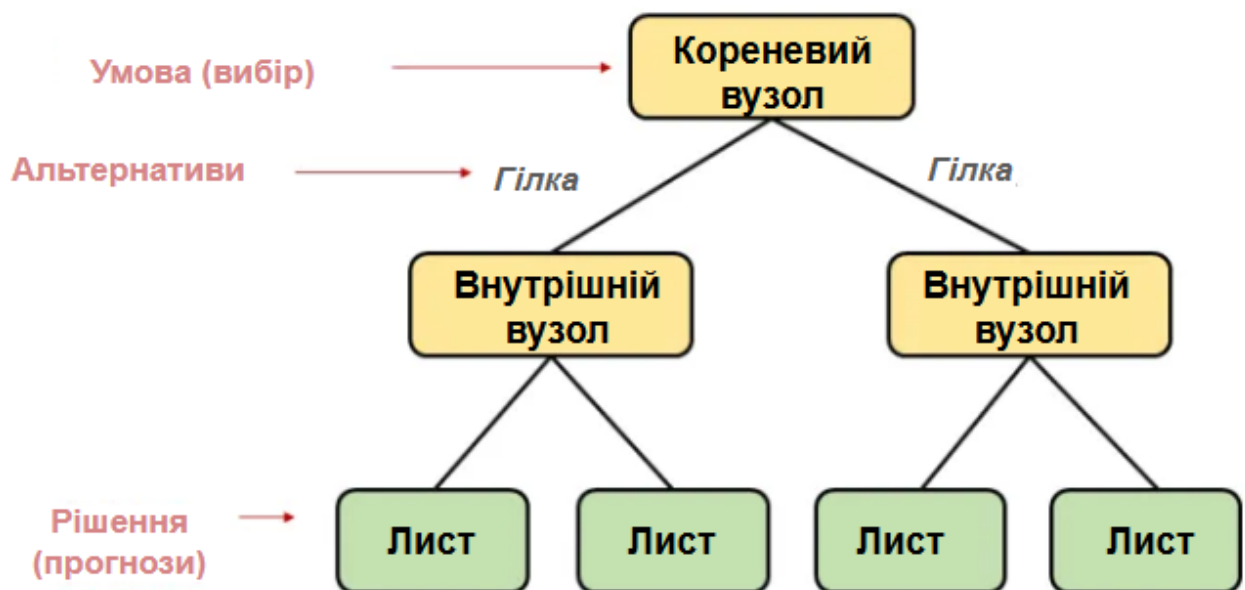 Умова (вибір)
Кореневий
вузол
Альтернативи
Гілка
Гілка
Внутрішній
вузол
Внутрішній
вузол
Рішення
(прогнози)
Лист
Лист
Лист
Лист